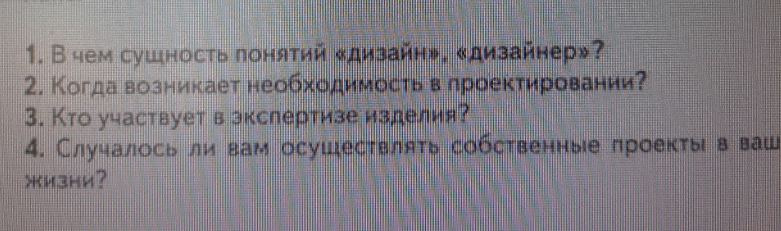 1. В чем сущность понятий «дизайн», «дизайнер»?
2. Когда возникает необходимость в проектировании?
3. Кто участвует в экспертизе изделия?
4. Случалось ли вам осуществлять собственные проекты в ваш
жизни?